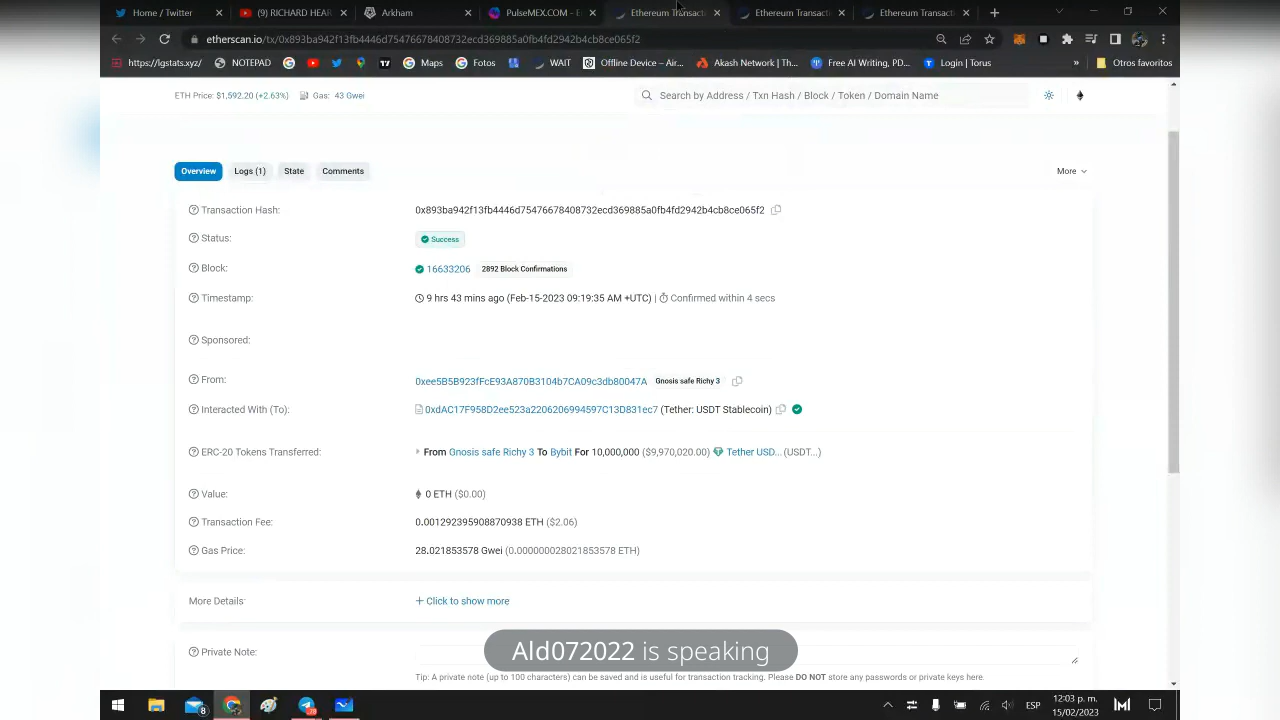 Home / Twitter
(9) RICHARD HEAR
Arkham
PulseMEX.COM - E
Ethereum Transacti
Ethereum Transacti
Ethereum Transact
etherscan.io/tx/0x893ba942f13fb4446d75476678408732ecd369885a0fb4fd2942b4cb8ce065f2
https://lgstats.xyz/
NOTEPAD
Maps
Fotos
WAIT
Offline Device – Air...
Akash Network | Th...
Free AI Writing, PD...
Login | Torus
»
Otros favoritos
ETH Price: $1,592.20 (+2.63%)
Gas: 43 Gwei
Search by Address / Txn Hash / Block / Token / Domain Name
Overview
Logs (1)
State
Comments
More
Transaction Hash:
0x893ba942f13fb4446d75476678408732ecd369885a0fb4fd2942b4cb8ce065f2
Status:
Success
Block:
16633206
2892 Block Confirmations
Timestamp:
9 hrs 43 mins ago (Feb-15-2023 09:19:35 AM +UTC) | Confirmed within 4 secs
Sponsored:
From:
0xee5B5B923fFcE93A870B3104b7CA09c3db80047A
Gnosis safe Richy 3
Interacted With (To):
0xdAC17F958D2ee523a2206206994597C13D831ec7 (Tether: USDT Stablecoin)
ERC-20 Tokens Transferred:
From Gnosis safe Richy 3 To Bybit For 10,000,000 ($9,970,020.00) Tether USD... (USDT...)
Value:
0 ETH ($0.00)
Transaction Fee:
0.001292395908870938 ETH ($2.06)
Gas Price:
28.021853578 Gwei (0.000000028021853578 ETH)
More Details:
+ Click to show more
Ald072022 is speaking
Private Note:
Tip: A private note (up to 100 characters) can be saved and is useful for transaction tracking. Please DO NOT store any passwords or private keys here.
ESP
12:03 p. m.
15/02/2023